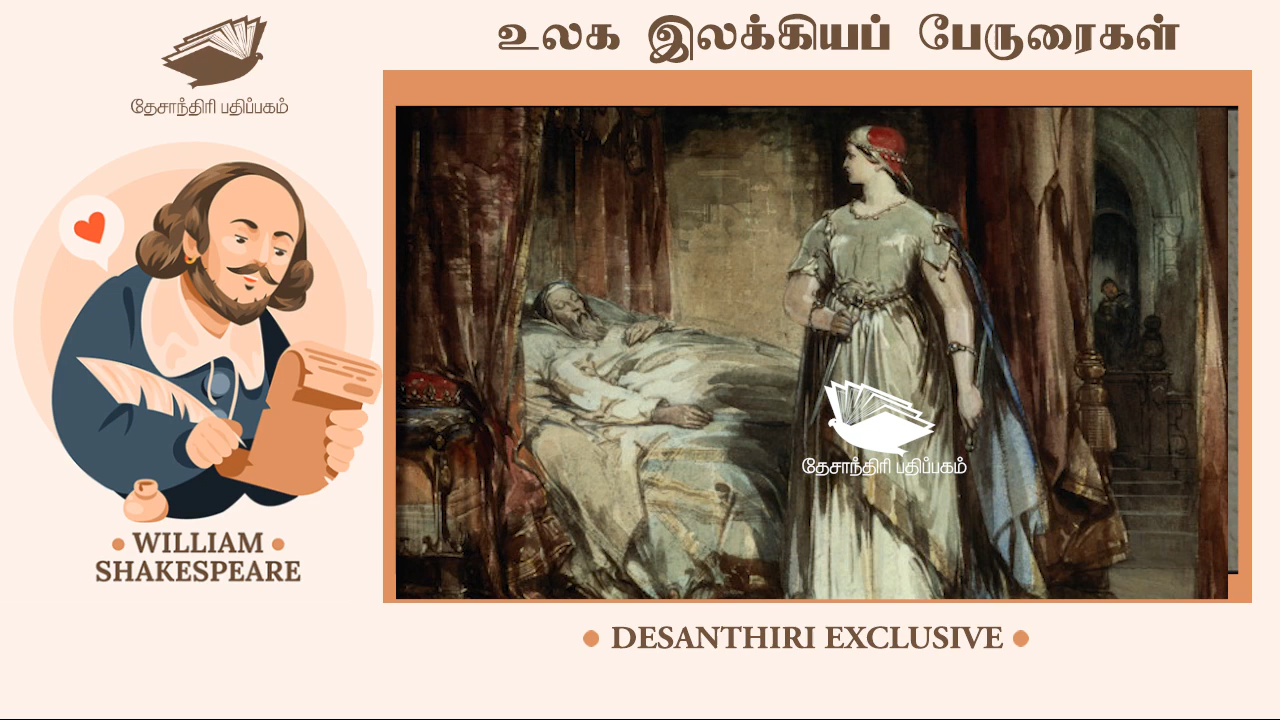 உலக இலக்கியப் பேருரைகள்
தேசாந்திரி பதிப்பகம்
தேசாந்திரி பதிப்பகம்
WILLIAM
SHAKESPEARE
DESANTHIRI EXCLUSIVE